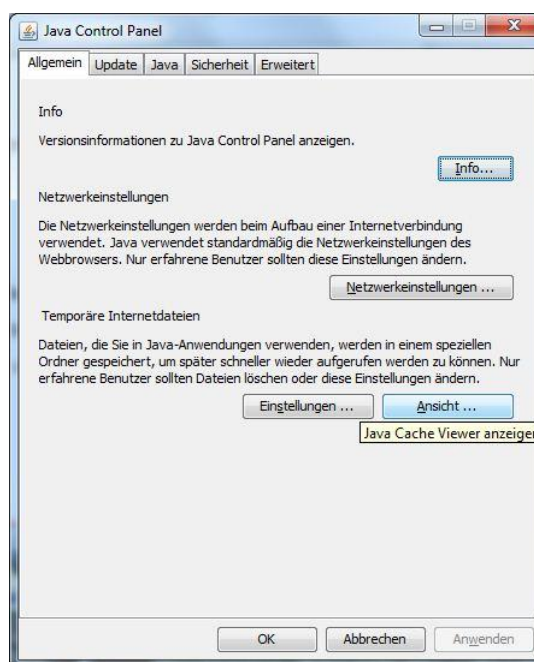 Java Control Panel
Allgemein Update Java Sicherheit Erweitert
Info
Versionsinformationen zu Java Control Panel anzeigen.
Info...
Netzwerkeinstellungen
Die Netzwerkeinstellungen werden beim Aufbau einer Internetverbindung
verwendet. Java verwendet standardmäßig die Netzwerkeinstellungen des
Webbrowsers. Nur erfahrene Benutzer sollten diese Einstellungen ändern.
Netzwerkeinstellungen ...
Temporäre Internetdateien
Dateien, die Sie in Java-Anwendungen verwenden, werden in einem speziellen
Ordner gespeichert, um später schneller wieder aufgerufen werden zu können. Nur
erfahrene Benutzer sollten Dateien löschen oder diese Einstellungen ändern.
Einstellungen ... Ansicht ...
Java Cache Viewer anzeigen
OK Abbrechen Anwenden